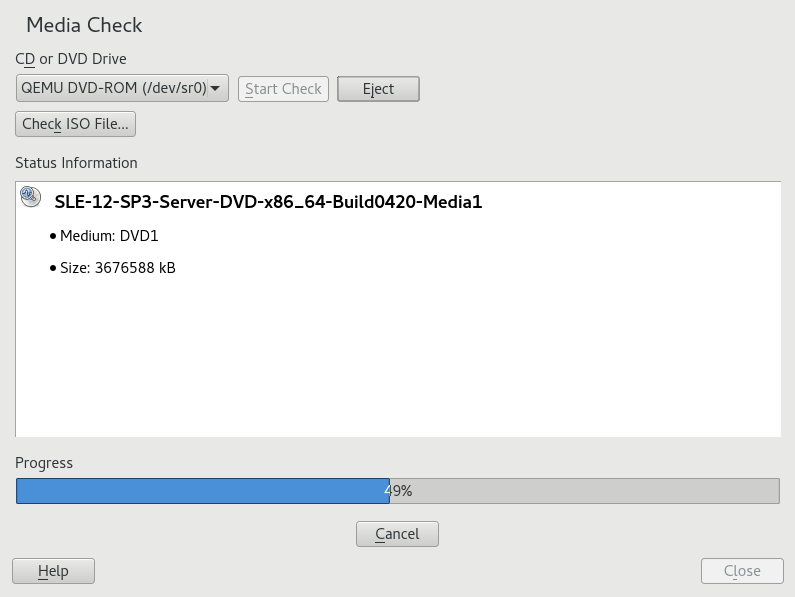 Media Check
CD or DVD Drive
QEMU DVD-ROM (/dev/sr0) Start Check Eject
Check ISO File...
Status Information
SLE-12-SP3-Server-DVD-x86_64-Build0420-Media1
• Medium: DVD1
• Size: 3676588 kB
Progress
49%
Cancel
Help Close